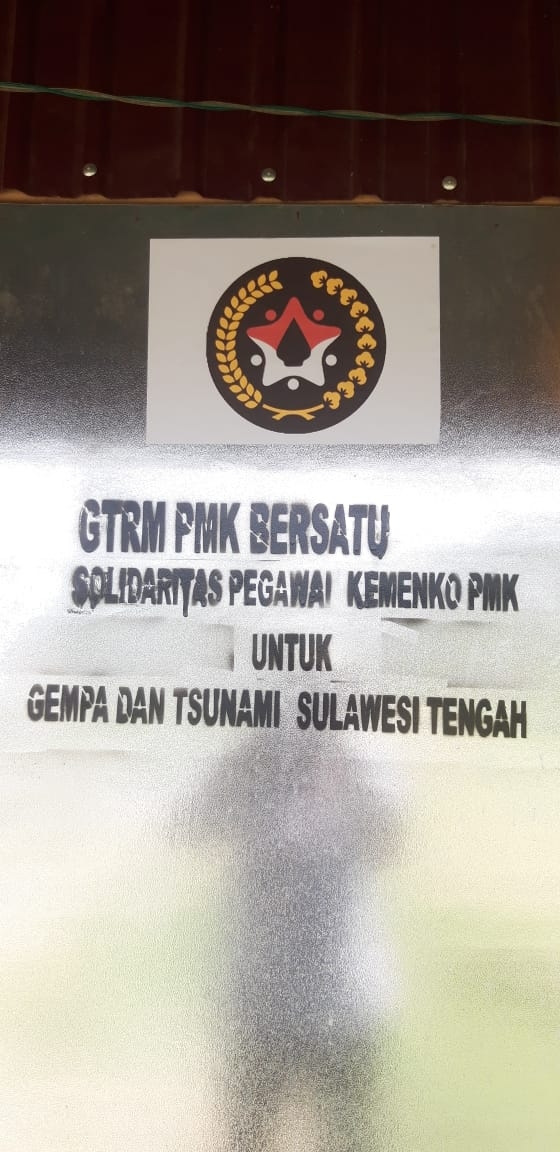 GTRM PMK BERSATU
SOLIDARITAS PEGAWAI KEMENKO PMK
UNTUK
GEMPA DAN TSUNAMI SULAWESI TENGAH